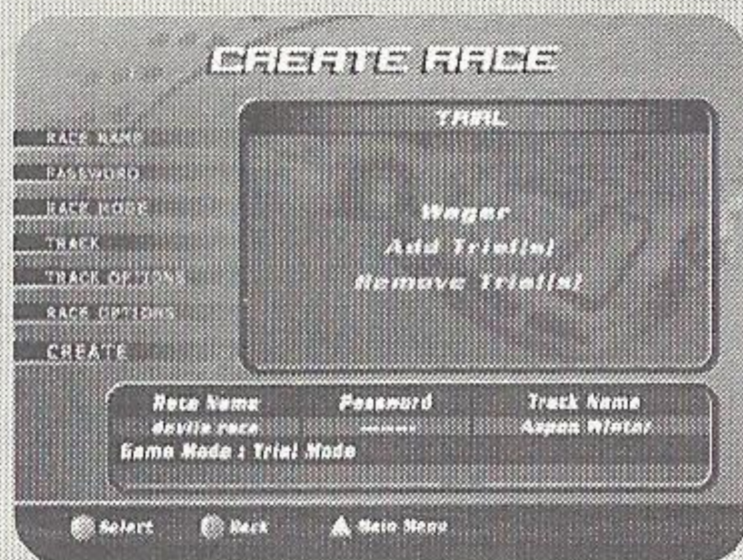 CREATE RACE
TRIAL
RACE NAME
PASSWORD
RACE MODE
TRACK
TRACK OPTIONS
RACE OPTIONS
CREATE
Wager
Add Trial(s)
Remove Trial(s)
Race Name Password Track Name
devils race ------ Aspen Winter
Game Mode : Trial Mode
Select Back Main Menu